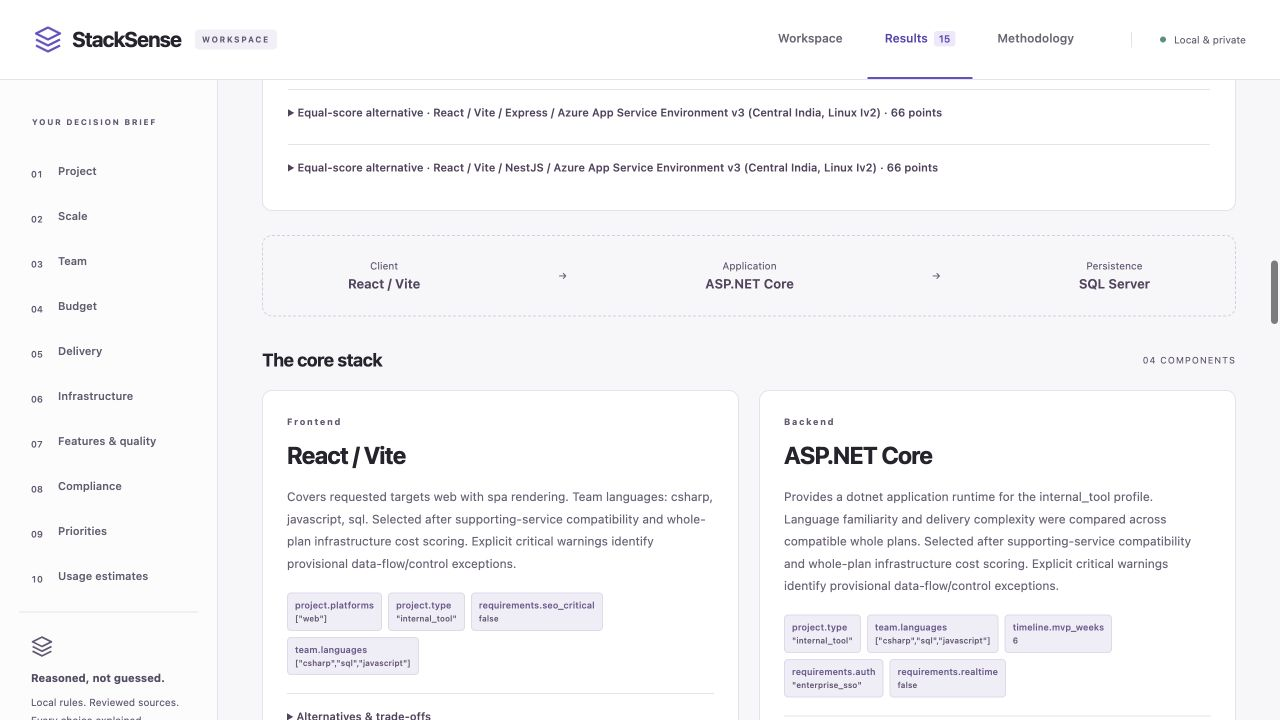 StackSense
WORKSPACE
Workspace
Results 15
Methodology
Local & private
YOUR DECISION BRIEF
01 Project
02 Scale
03 Team
04 Budget
05 Delivery
06 Infrastructure
07 Features & quality
08 Compliance
09 Priorities
10 Usage estimates
Reasoned, not guessed.
Local rules. Reviewed sources.
Every choice explained.
Equal-score alternative · React / Vite / Express / Azure App Service Environment v3 (Central India, Linux Iv2) · 66 points
Equal-score alternative · React / Vite / NestJS / Azure App Service Environment v3 (Central India, Linux Iv2) · 66 points
Client
React / Vite
→
Application
ASP.NET Core
→
Persistence
SQL Server
The core stack
04 COMPONENTS
Frontend
React / Vite
Covers requested targets web with spa rendering. Team languages: csharp,
javascript, sql. Selected after supporting-service compatibility and whole-
plan infrastructure cost scoring. Explicit critical warnings identify
provisional data-flow/control exceptions.
project.platforms
["web"]
project.type
"internal_tool"
requirements.seo_critical
false
team.languages
["csharp","sql","javascript"]
Alternatives & trade-offs
Backend
ASP.NET Core
Provides a dotnet application runtime for the internal_tool profile.
Language familiarity and delivery complexity were compared across
compatible whole plans. Selected after supporting-service compatibility
and whole-plan infrastructure cost scoring. Explicit critical warnings
identify provisional data-flow/control exceptions.
project.type
"internal_tool"
team.languages
["csharp","sql","javascript"]
timeline.mvp_weeks
6
requirements.auth
"enterprise_sso"
requirements.realtime
false